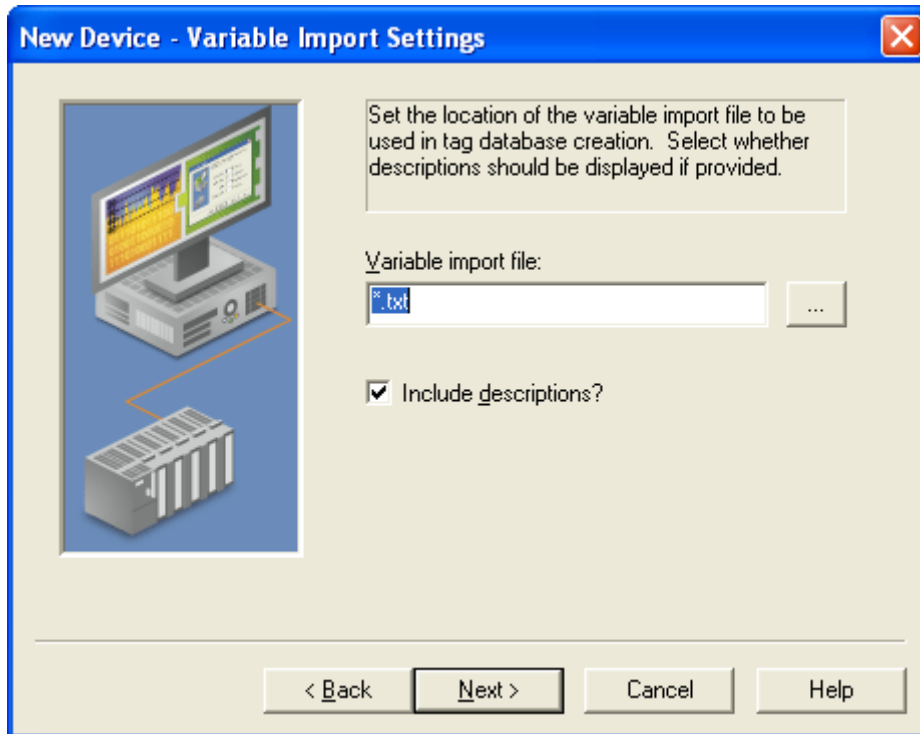 New Device - Variable Import Settings
Set the location of the variable import file to be
used in tag database creation.  Select whether
descriptions should be displayed if provided.
Variable import file:
*.txt
...
Include descriptions?
< Back
Next >
Cancel
Help